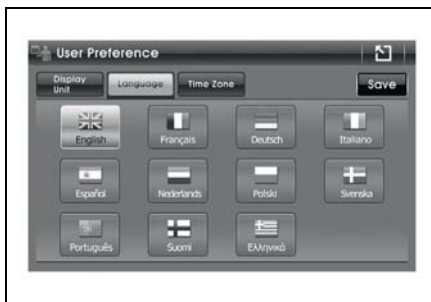 User Preference
Display Unit
Language
Time Zone
Save
English
Français
Deutsch
Italiano
Español
Nederlands
Polski
Svenska
Português
Suomi
Ελληνικά